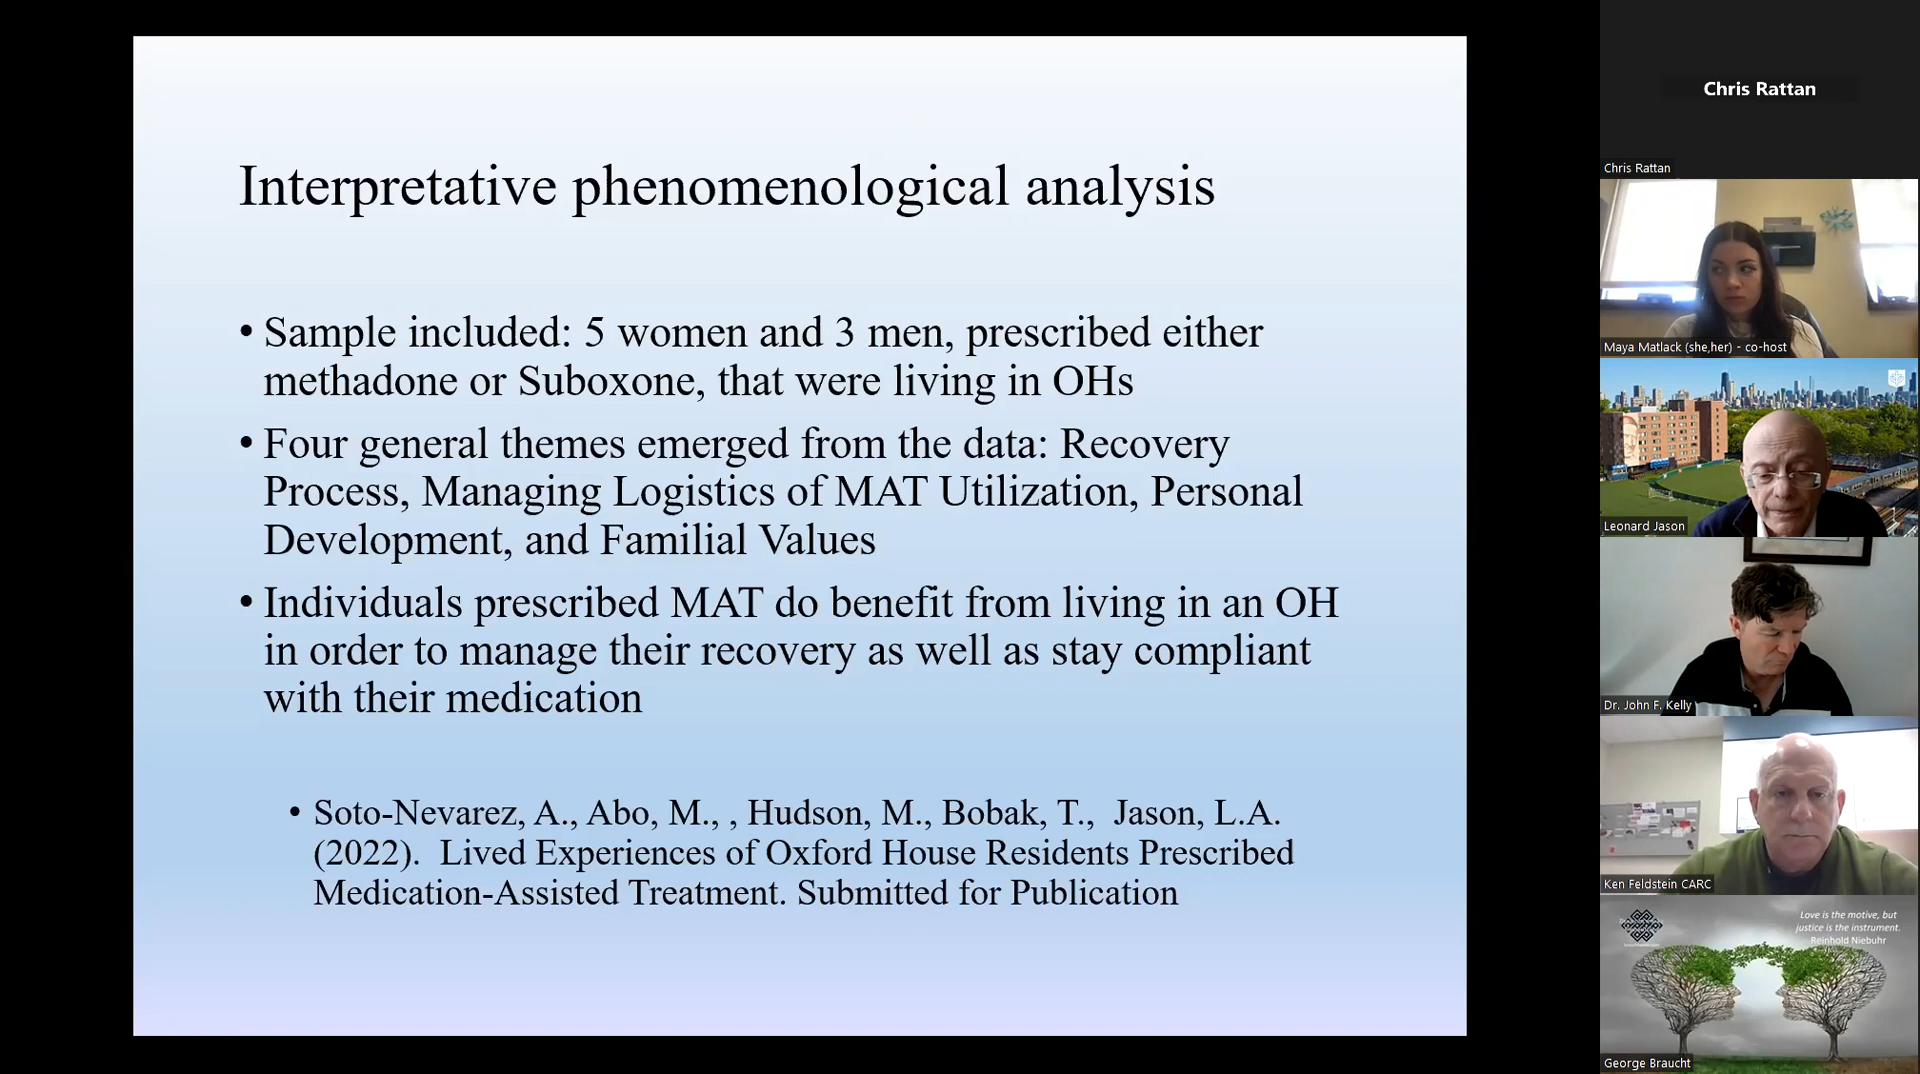 Interpretative phenomenological analysis
• Sample included: 5 women and 3 men, prescribed either
methadone or Suboxone, that were living in OHs
• Four general themes emerged from the data: Recovery
Process, Managing Logistics of MAT Utilization, Personal
Development, and Familial Values
• Individuals prescribed MAT do benefit from living in an OH
in order to manage their recovery as well as stay compliant
with their medication
• Soto-Nevarez, A., Abo, M., , Hudson, M., Bobak, T., Jason, L.A.
(2022). Lived Experiences of Oxford House Residents Prescribed
Medication-Assisted Treatment. Submitted for Publication
Chris Rattan
Chris Rattan
Maya Matlack (she,her) - co-host
Leonard Jason
Dr. John F. Kelly
Ken Feldstein CARC
Love is the motive, but
justice is the instrument.
Reinhold Niebuhr
George Braucht